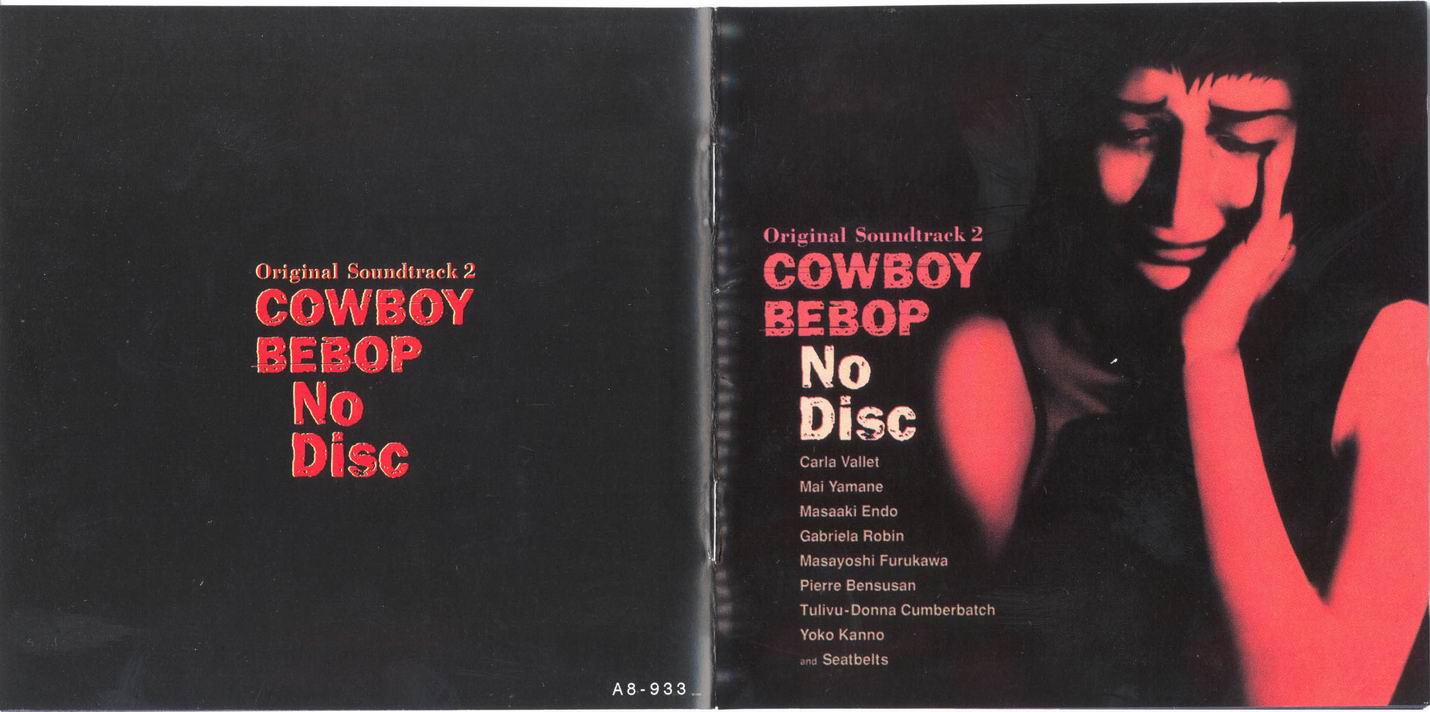 Original Soundtrack 2
COWBOY
BEBOP
No
Disc
A8-933
Original Soundtrack 2
COWBOY
BEBOP
No
Disc
Carla Vallet
Mai Yamane
Masaaki Endo
Gabriela Robin
Masayoshi Furukawa
Pierre Bensusan
Tulivu-Donna Cumberbatch
Yoko Kanno
and Seatbelts